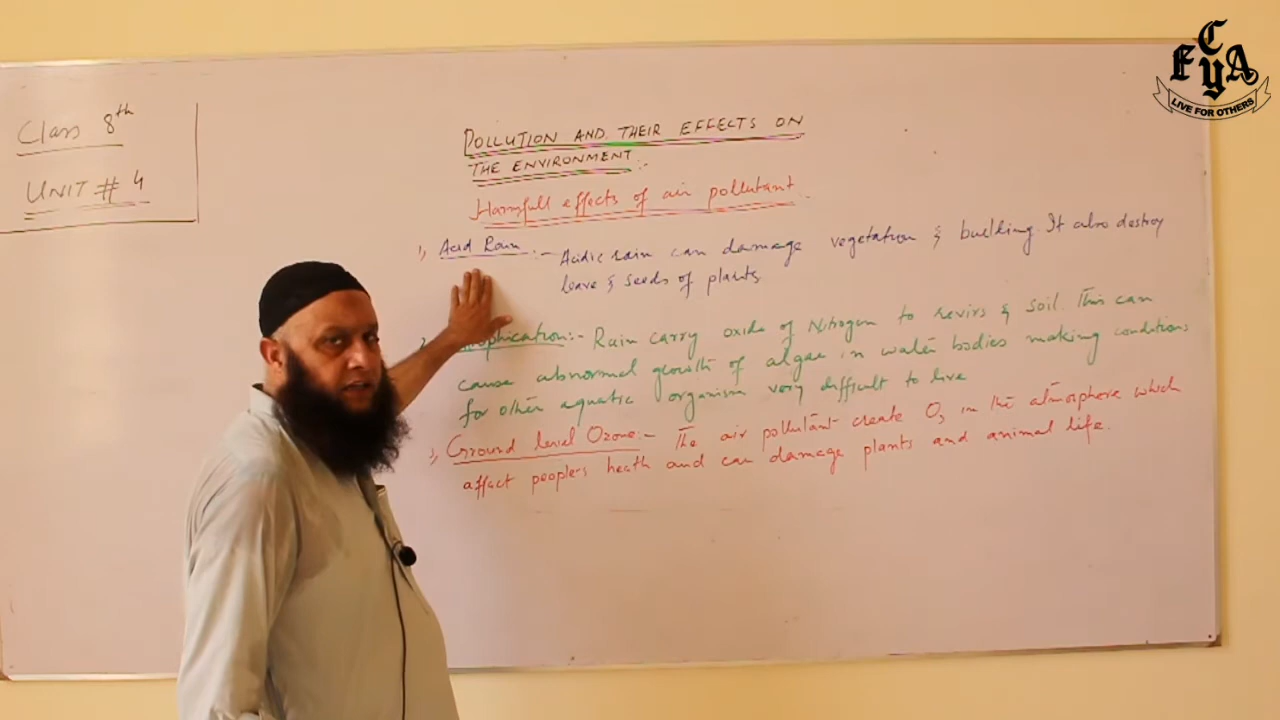 Class 8th
UNIT # 4
POLLUTION AND THEIR EFFECTS ON
THE ENVIRONMENT:-
Harmfull effects of air pollutant
1, Acid Rain:- Acidic rain can damage vegetation & building. It also destroy
leave & seeds of plants
Rain carry oxide of Nitrogen to revirs & soil. This can
cause abnormal growth of algae in water bodies making conditions
for other aquatic organism very difficult to live
3, Ground level Ozone:- The air pollutant create O3 in the atmosphere which
affect people's heath and can damage plants and animal life.
E C Y A
LIVE FOR OTHERS